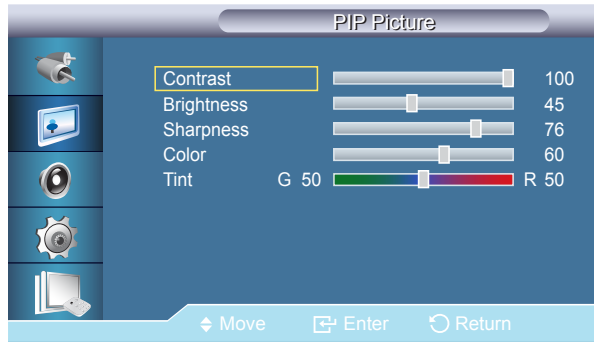 PIP Picture
Contrast 100
Brightness 45
Sharpness 76
Color 60
Tint G 50 R 50
Move Enter Return